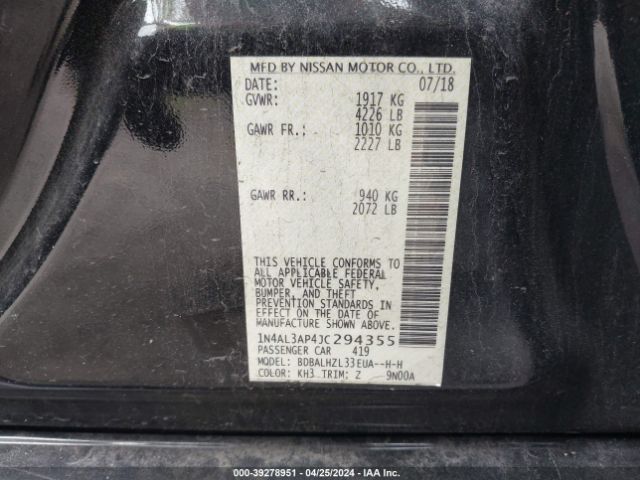 MFD BY NISSAN MOTOR CO., LTD.
DATE: 07/18
GVWR: 1917 KG
4226 LB
GAWR FR.: 1010 KG
2227 LB
GAWR RR.: 940 KG
2072 LB
THIS VEHICLE CONFORMS TO
ALL APPLICABLE FEDERAL
MOTOR VEHICLE SAFETY,
BUMPER, AND THEFT
PREVENTION STANDARDS IN
EFFECT ON THE DATE OF
MANUFACTURE SHOWN ABOVE.
1N4AL3AP4JC294355
PASSENGER CAR 419
MODEL: BDBALHZL33EUA--H-H
COLOR: KH3 TRIM: Z 9N00A
000-39278951 - 04/25/2024 - IAA Inc.